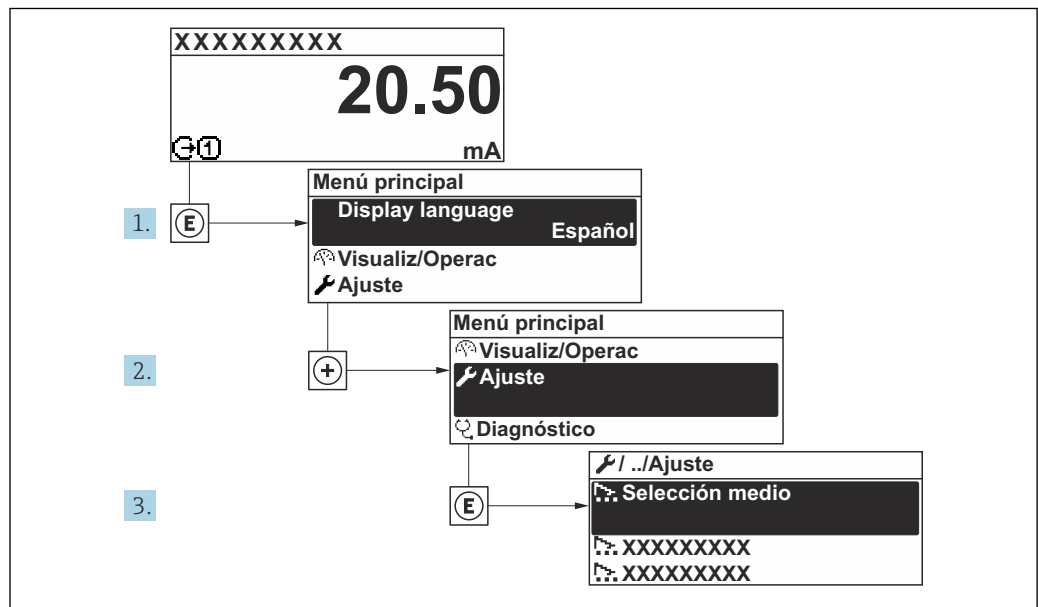 XXXXXXXXX
20.50
1
mA
1.
E
Menú principal
Display language
Español
Visualiz/Operac
Ajuste
2.
+
Menú principal
Visualiz/Operac
Ajuste
Diagnóstico
3.
E
/ ../Ajuste
Selección medio
XXXXXXXXX
XXXXXXXXX